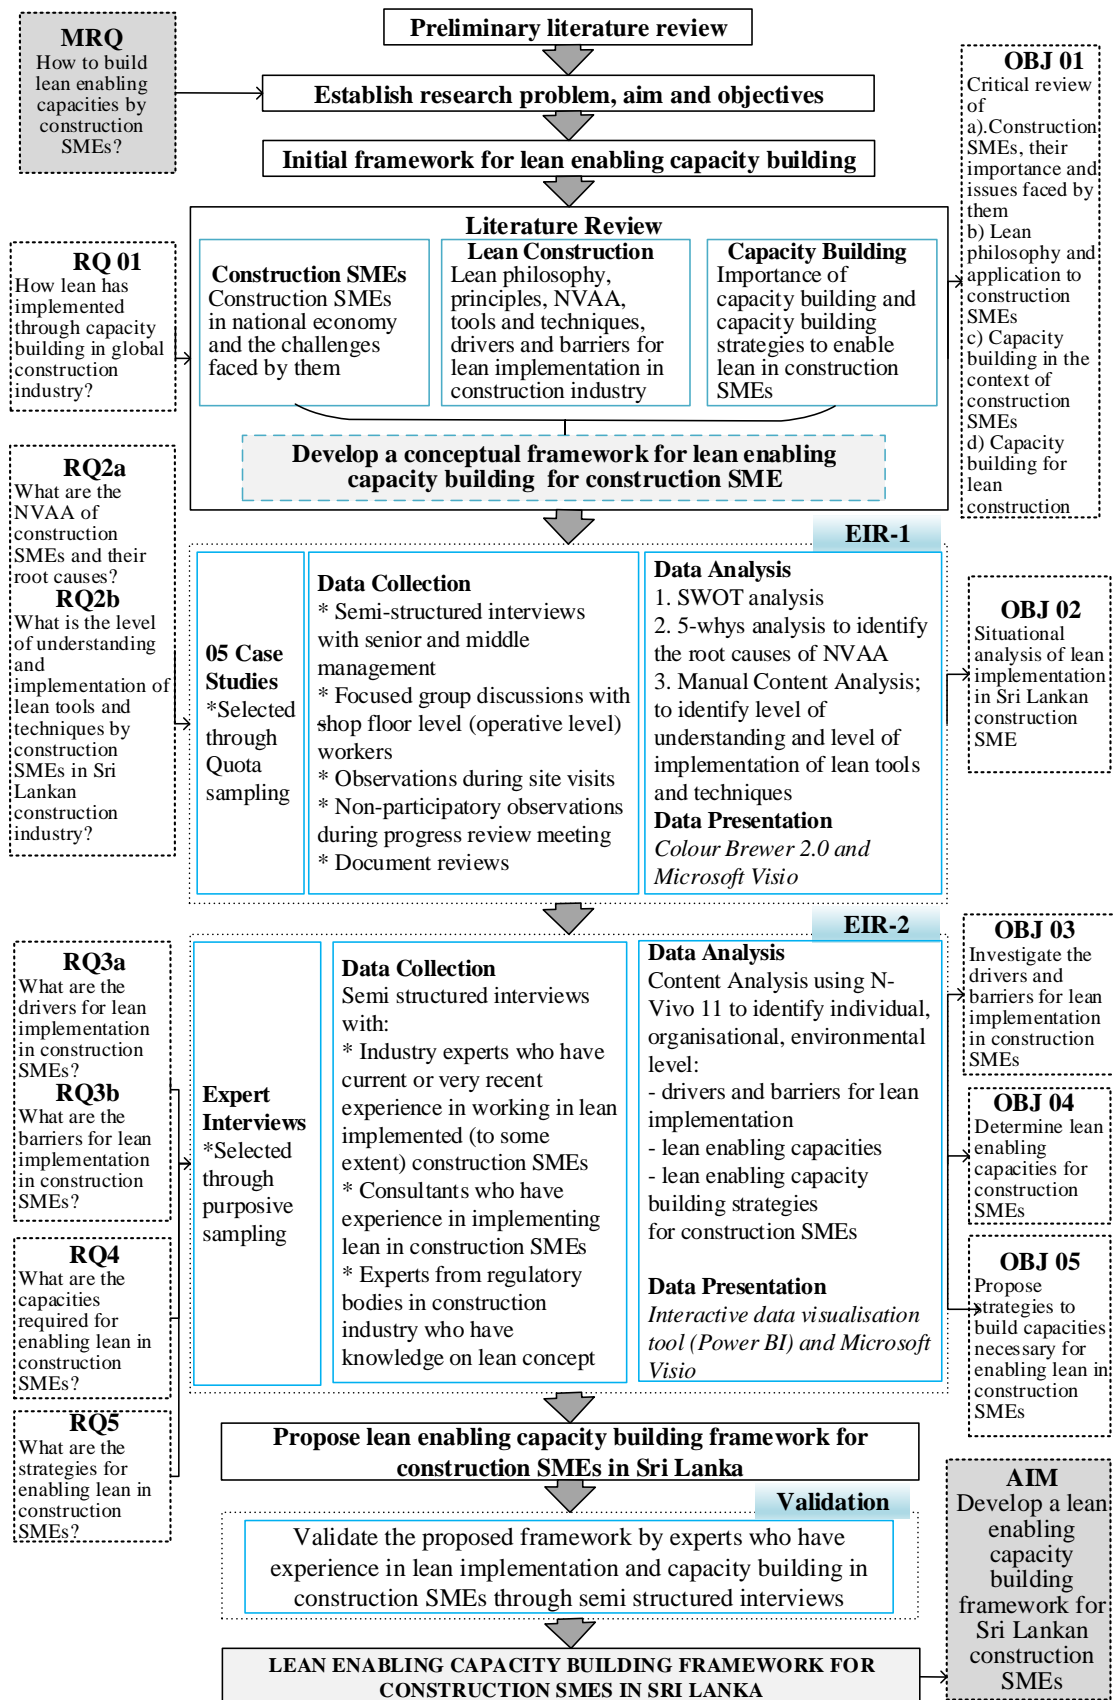 Preliminary literature review
MRQ
How to build
lean enabling
capacities by
construction
SMEs?
Establish research problem, aim and objectives
Initial framework for lean enabling capacity building
OBJ 01
Critical review
of
a).Construction
SMEs, their
importance and
issues faced by
them
b) Lean
philosophy and
application to
construction
SMEs
c) Capacity
building in the
context of
construction
SMEs
d) Capacity
building for
lean
construction
RQ 01
How lean has
implemented
through capacity
building in global
construction
industry?
Literature Review
Construction SMEs
Construction SMEs
in national economy
and the challenges
faced by them
Lean Construction
Lean philosophy,
principles, NVAA,
tools and techniques,
drivers and barriers for
lean implementation in
construction industry
Capacity Building
Importance of
capacity building and
capacity building
strategies to enable
lean in construction
SMEs
Develop a conceptual framework for lean enabling
capacity building for construction SME
RQ2a
What are the
NVAA of
construction
SMEs and their
root causes?
RQ2b
What is the level
of understanding
and
implementation of
lean tools and
techniques by
construction
SMEs in Sri
Lankan
construction
industry?
EIR-1
05 Case
Studies
*Selected
through
Quota
sampling
Data Collection
* Semi-structured interviews
with senior and middle
management
* Focused group discussions with
shop floor level (operative level)
workers
* Observations during site visits
* Non-participatory observations
during progress review meeting
* Document reviews
Data Analysis
1. SWOT analysis
2. 5-whys analysis to identify
the root causes of NVAA
3. Manual Content Analysis;
to identify level of
understanding and level of
implementation of lean tools
and techniques
Data Presentation
Colour Brewer 2.0 and
Microsoft Visio
OBJ 02
Situational
analysis of lean
implementation
in Sri Lankan
construction
SME
RQ3a
What are the
drivers for lean
implementation
in construction
SMEs?
RQ3b
What are the
barriers for lean
implementation
in construction
SMEs?
RQ4
What are the
capacities
required for
enabling lean in
construction
SMEs?
RQ5
What are the
strategies for
enabling lean in
construction
SMEs?
EIR-2
Expert
Interviews
*Selected
through
purposive
sampling
Data Collection
Semi structured interviews
with:
* Industry experts who have
current or very recent
experience in working in lean
implemented (to some
extent) construction SMEs
* Consultants who have
experience in implementing
lean in construction SMEs
* Experts from regulatory
bodies in construction
industry who have
knowledge on lean concept
Data Analysis
Content Analysis using N-
Vivo 11 to identify individual,
organisational, environmental
level:
- drivers and barriers for lean
implementation
- lean enabling capacities
- lean enabling capacity
building strategies
for construction SMEs
Data Presentation
Interactive data visualisation
tool (Power BI) and Microsoft
Visio
OBJ 03
Investigate the
drivers and
barriers for lean
implementation
in construction
SMEs
OBJ 04
Determine lean
enabling
capacities for
construction
SMEs
OBJ 05
Propose
strategies to
build capacities
necessary for
enabling lean in
construction
SMEs
Propose lean enabling capacity building framework for
construction SMEs in Sri Lanka
Validation
Validate the proposed framework by experts who have
experience in lean implementation and capacity building in
construction SMEs through semi structured interviews
LEAN ENABLING CAPACITY BUILDING FRAMEWORK FOR
CONSTRUCTION SMES IN SRI LANKA
AIM
Develop a lean
enabling
capacity
building
framework for
Sri Lankan
construction
SMEs